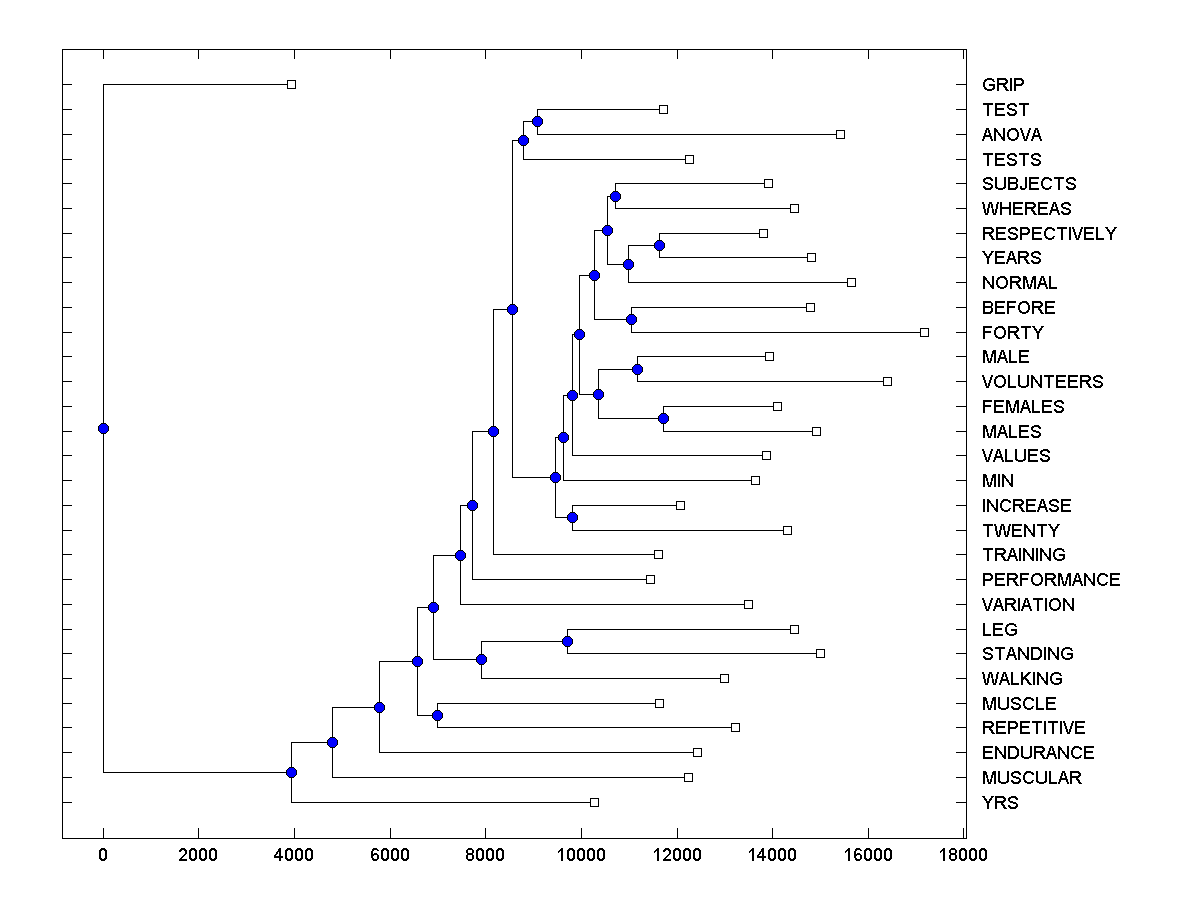 GRIP
TEST
ANOVA
TESTS
SUBJECTS
WHEREAS
RESPECTIVELY
YEARS
NORMAL
BEFORE
FORTY
MALE
VOLUNTEERS
FEMALES
MALES
VALUES
MIN
INCREASE
TWENTY
TRAINING
PERFORMANCE
VARIATION
LEG
STANDING
WALKING
MUSCLE
REPETITIVE
ENDURANCE
MUSCULAR
YRS
0 2000 4000 6000 8000 10000 12000 14000 16000 18000